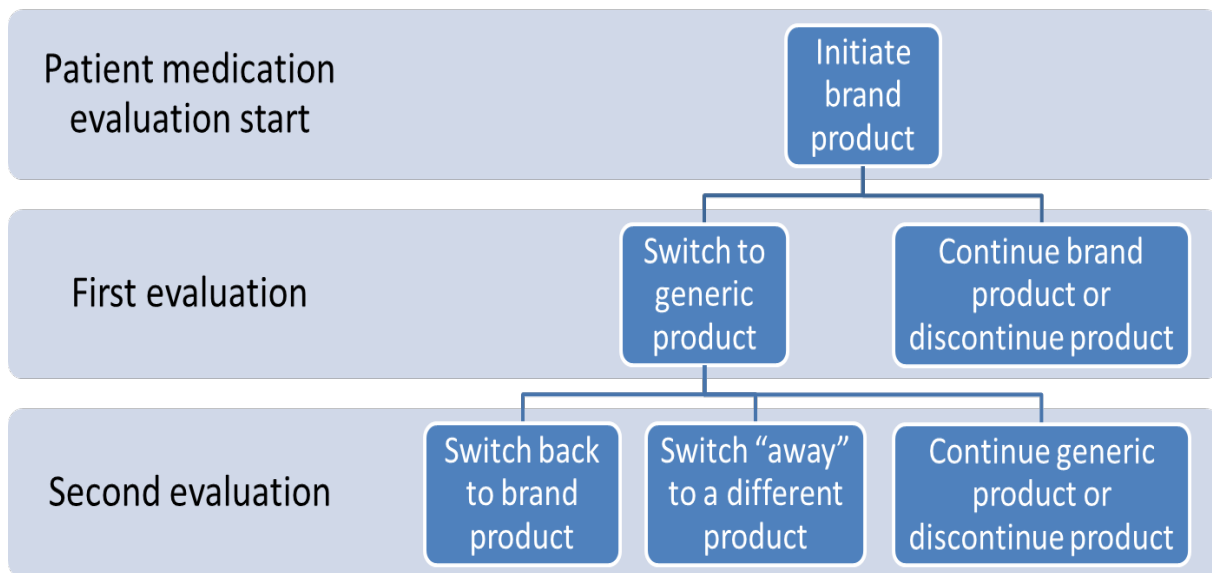 Patient medication
evaluation start
Initiate
brand
product
First evaluation
Switch to
generic
product
Continue brand
product or
discontinue product
Second evaluation
Switch back
to brand
product
Switch “away”
to a different
product
Continue generic
product or
discontinue product